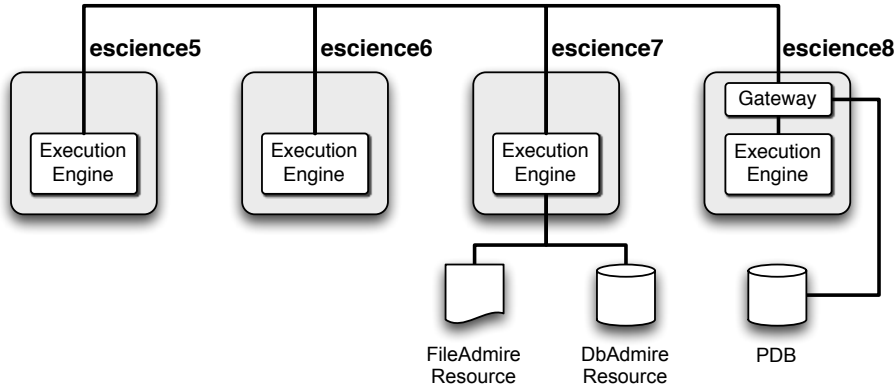 escience5
escience6
escience7
escience8
Gateway
Execution
Engine
Execution
Engine
Execution
Engine
Execution
Engine
FileAdmire
Resource
DbAdmire
Resource
PDB